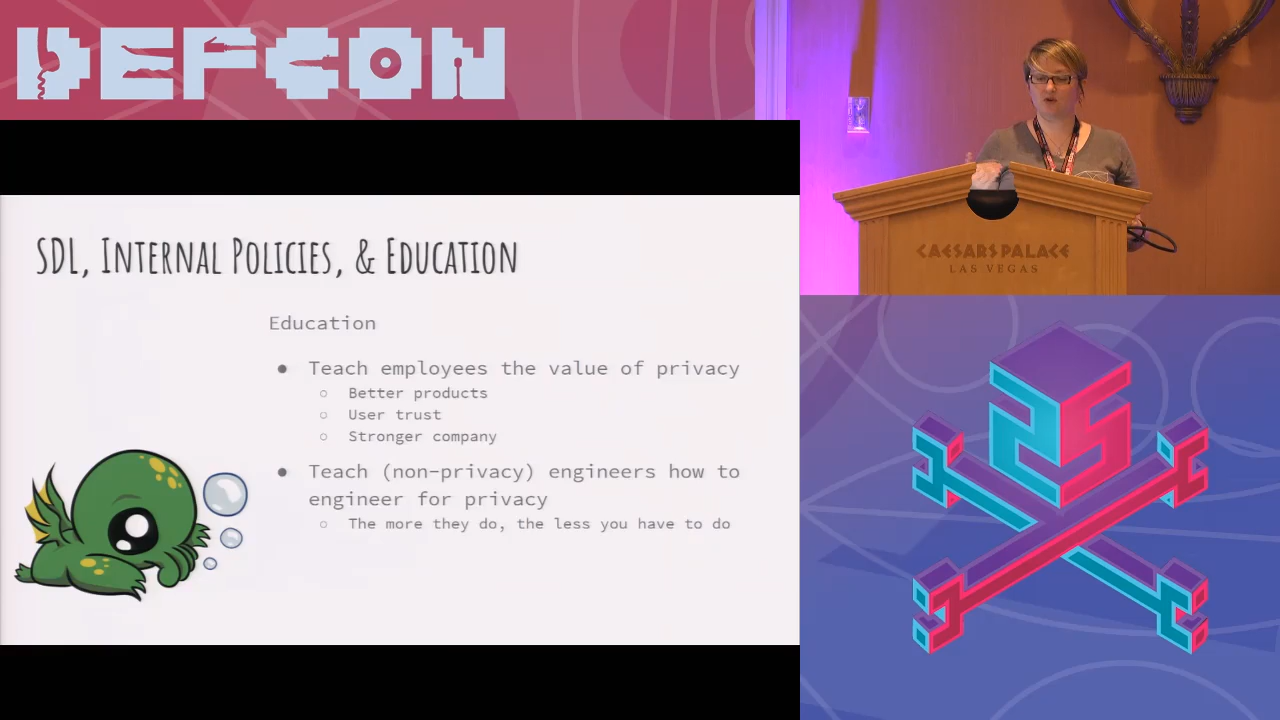 DEFCON
CAESARS PALACE
LAS VEGAS
SDL, INTERNAL POLICIES, & EDUCATION
Education
● Teach employees the value of privacy
○ Better products
○ User trust
○ Stronger company
● Teach (non-privacy) engineers how to
engineer for privacy
○ The more they do, the less you have to do
25